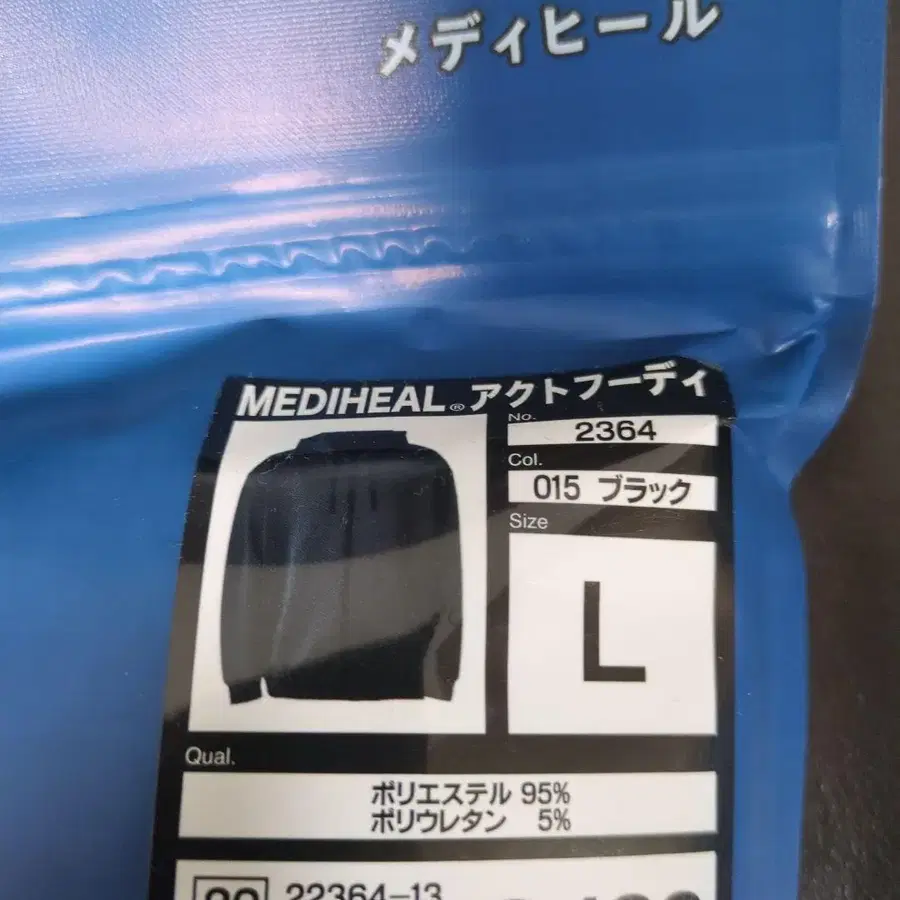 メディヒール
MEDIHEAL®アクトフーディ
No.
2364
Col.
015 ブラック
Size
L
Qual.
ポリエステル 95%
ポリウレタン 5%
22364-13